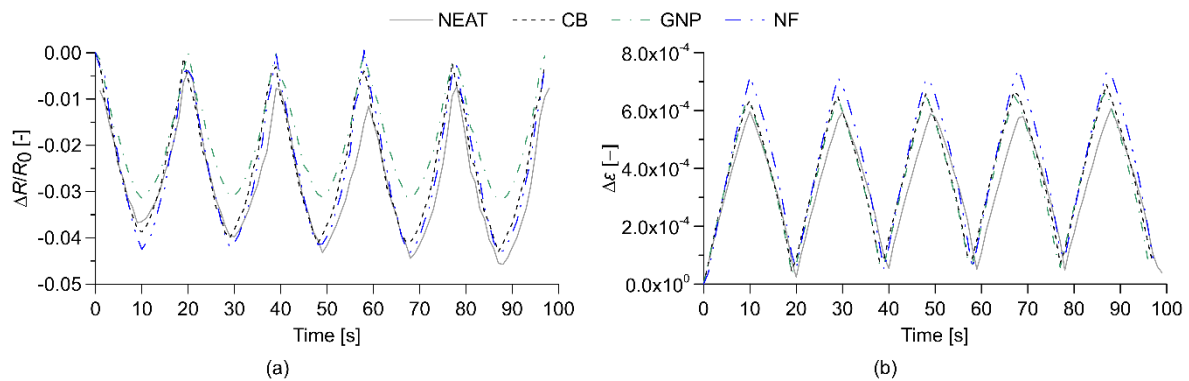 NEAT CB GNP NF
0.00
-0.01
-0.02
-0.03
-0.04
-0.05
ΔR/R₀ [-]
0 10 20 30 40 50 60 70 80 90 100
Time [s]
(a)
8.0x10⁻⁴
6.0x10⁻⁴
4.0x10⁻⁴
2.0x10⁻⁴
0.0x10⁰
Δε [–]
0 10 20 30 40 50 60 70 80 90 100
Time [s]
(b)